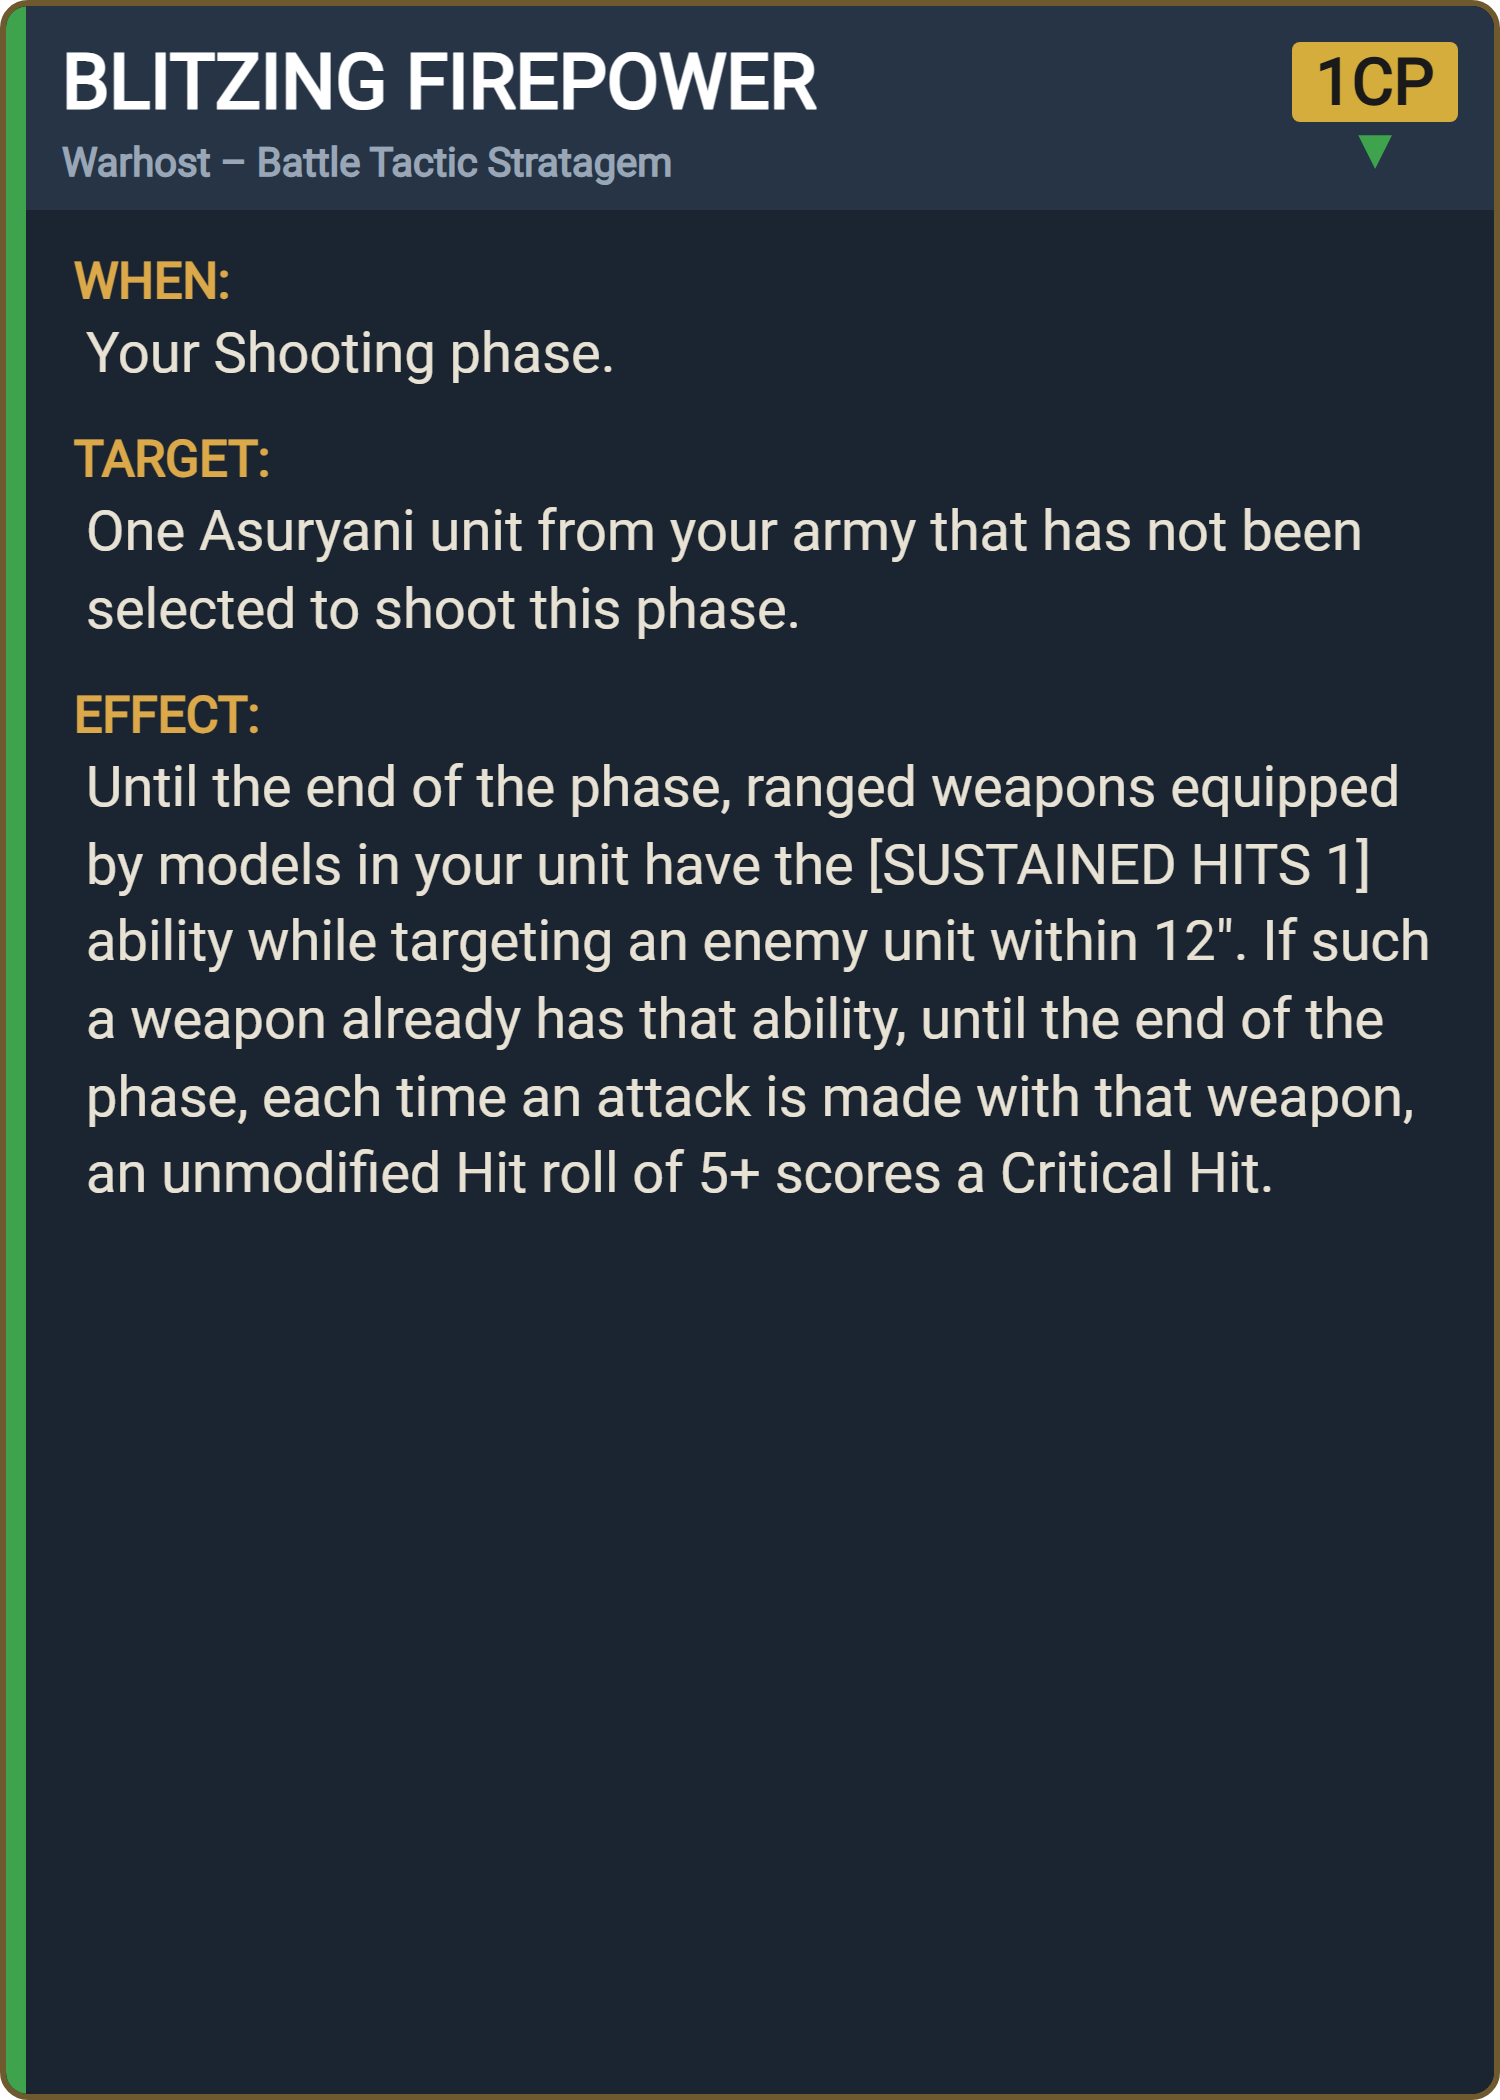 BLITZING FIREPOWER
1CP
Warhost – Battle Tactic Stratagem
WHEN:
Your Shooting phase.
TARGET:
One Asuryani unit from your army that has not been
selected to shoot this phase.
EFFECT:
Until the end of the phase, ranged weapons equipped
by models in your unit have the [SUSTAINED HITS 1]
ability while targeting an enemy unit within 12". If such
a weapon already has that ability, until the end of the
phase, each time an attack is made with that weapon,
an unmodified Hit roll of 5+ scores a Critical Hit.